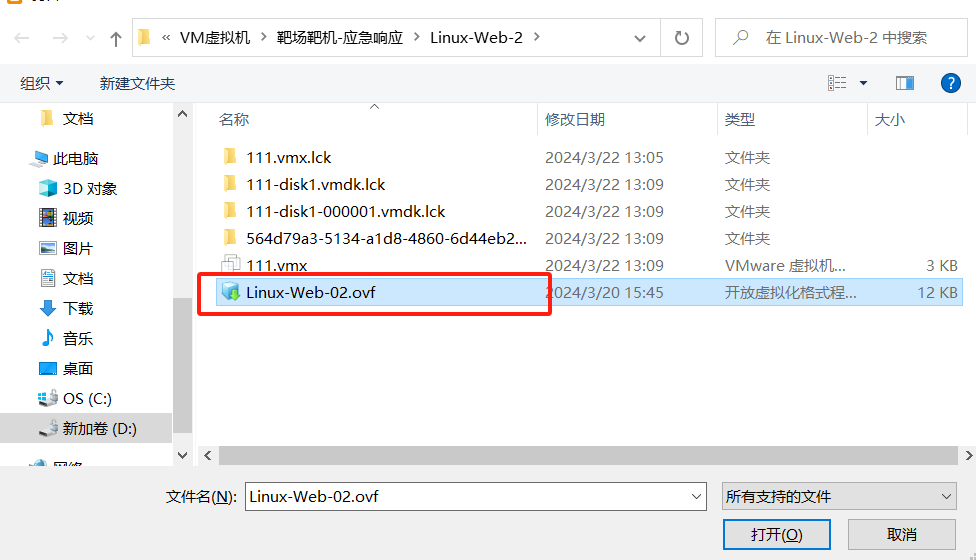 « VM虚拟机 › 靶场靶机-应急响应 › Linux-Web-2 ›
在 Linux-Web-2 中搜索
组织
新建文件夹
?
文档
此电脑
3D 对象
视频
图片
文档
下载
音乐
桌面
OS (C:)
新加卷 (D:)
名称 修改日期 类型 大小
111.vmx.lck 2024/3/22 13:05 文件夹
111-disk1.vmdk.lck 2024/3/22 13:09 文件夹
111-disk1-000001.vmdk.lck 2024/3/22 13:09 文件夹
564d79a3-5134-a1d8-4860-6d44eb2... 2024/3/22 13:09 文件夹
111.vmx 2024/3/22 13:09 VMware 虚拟机... 3 KB
Linux-Web-02.ovf 2024/3/20 15:45 开放虚拟化格式程... 12 KB
文件名(N): Linux-Web-02.ovf
所有支持的文件
打开(O)
取消